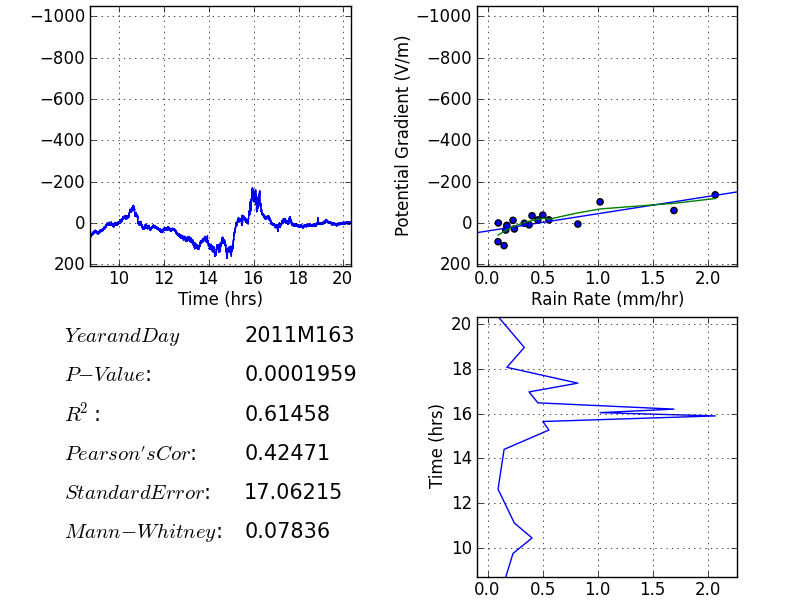 −1000
−800
−600
−400
−200
0
200
10 12 14 16 18 20
Time (hrs)
Potential Gradient (V/m)
−1000
−800
−600
−400
−200
0
200
0.0 0.5 1.0 1.5 2.0
Rain Rate (mm/hr)
YearandDay 2011M163
P−Value: 0.0001959
R²: 0.61458
Pearson'sCor: 0.42471
StandardError: 17.06215
Mann−Whitney: 0.07836
Time (hrs)
20
18
16
14
12
10
0.0 0.5 1.0 1.5 2.0